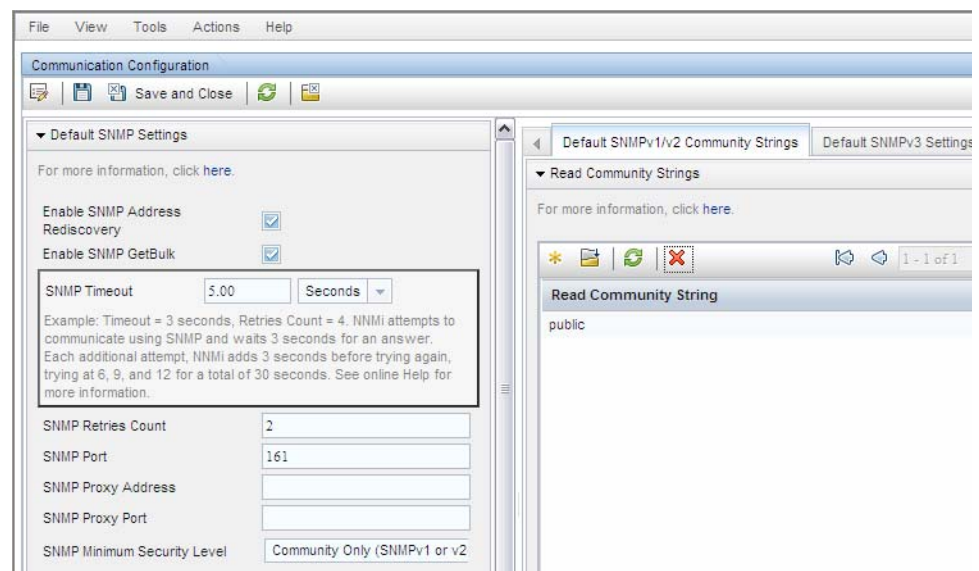 File View Tools Actions Help
Communication Configuration
Save and Close
Default SNMP Settings
For more information, click here.
Enable SNMP Address
Rediscovery
Enable SNMP GetBulk
SNMP Timeout 5.00 Seconds
Example: Timeout = 3 seconds, Retries Count = 4. NNMi attempts to
communicate using SNMP and waits 3 seconds for an answer.
Each additional attempt, NNMi adds 3 seconds before trying again,
trying at 6, 9, and 12 for a total of 30 seconds. See online Help for
more information.
SNMP Retries Count 2
SNMP Port 161
SNMP Proxy Address
SNMP Proxy Port
SNMP Minimum Security Level Community Only (SNMPv1 or v2
Default SNMPv1/v2 Community Strings Default SNMPv3 Settings
Read Community Strings
For more information, click here.
1 - 1 of 1
Read Community String
public